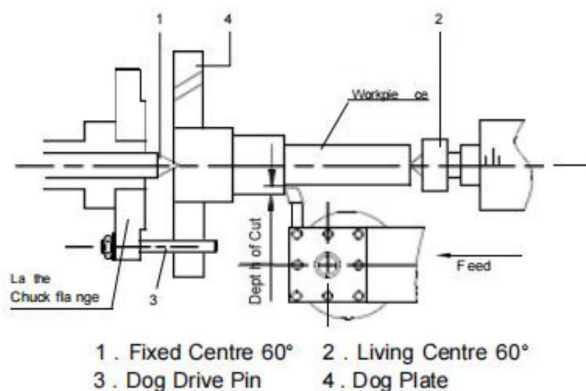 1
4
2
Workpie ce
Depth of Cut
Feed
La the
Chuck fla nge
3
1 . Fixed Centre 60° 2 . Living Centre 60°
3 . Dog Drive Pin 4 . Dog Plate